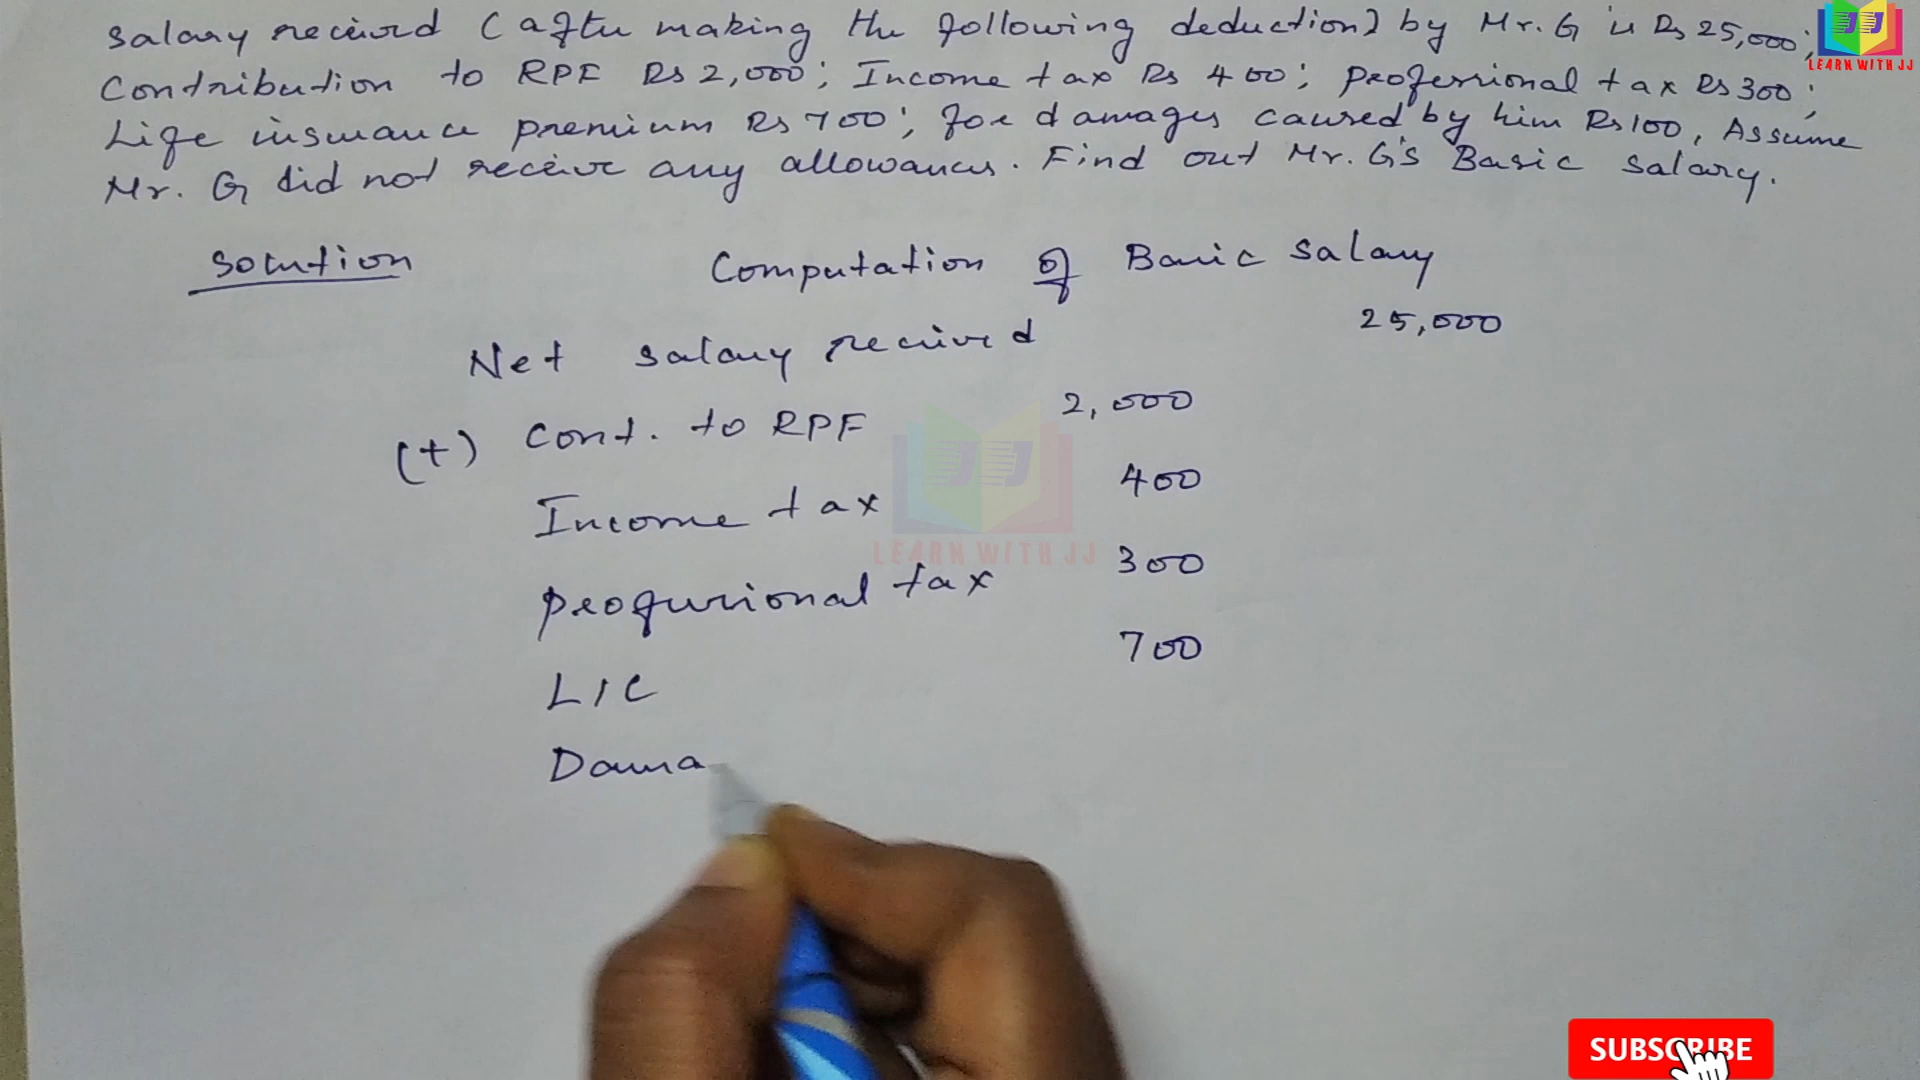 Salary received (after making the following deduction) by Mr. G is Rs 25,000;
Contribution to RPF Rs 2,000; Income tax Rs 400; professional tax Rs 300;
Life insurance premium Rs 700; for damages caused by him Rs 100, Assume
Mr. G did not receive any allowances. Find out Mr. G's Basic Salary.
LEARN WITH JJ
Solution
Computation of Basic Salary
Net salary received 25,000
(+) Cont. to RPF 2,000
Income tax 400
LEARN WITH JJ
professional tax 300
LIC 700
Dama
SUBSCRIBE